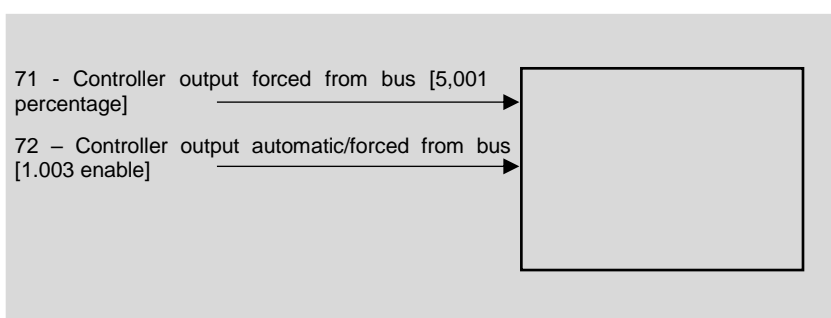 71 - Controller output forced from bus [5,001
percentage]
72 – Controller output automatic/forced from bus
[1.003 enable]